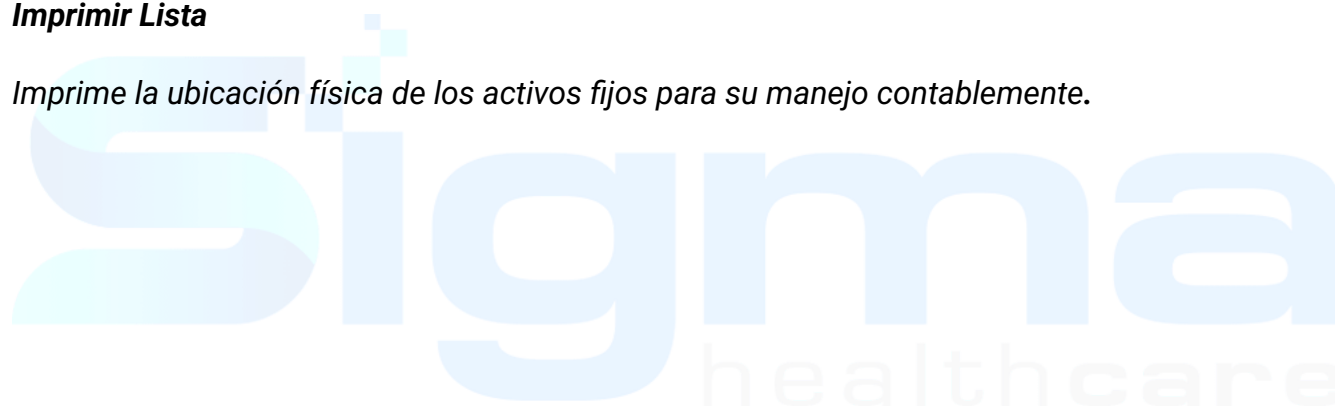 Imprimir Lista
Imprime la ubicación física de los activos fijos para su manejo contablemente.
Sigma
healthcare